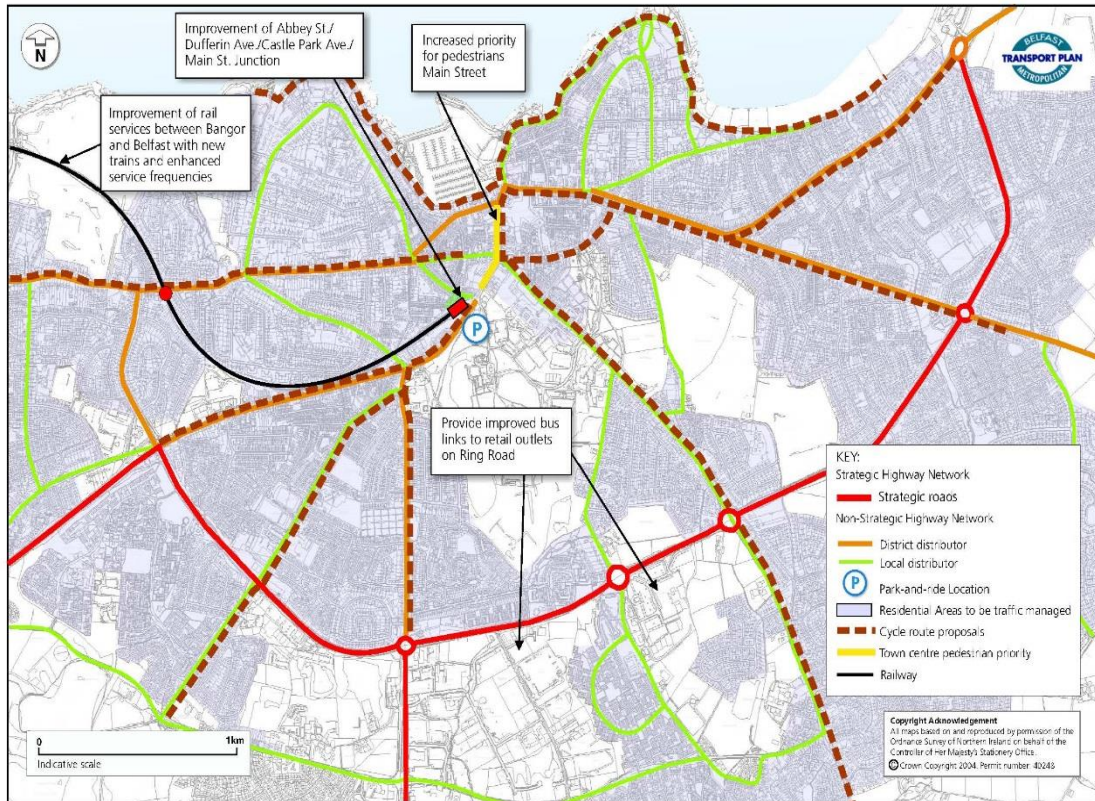 Improvement of Abbey St./
Dufferin Ave./Castle Park Ave./
Main St. Junction
Increased priority
for pedestrians
Main Street
BELFAST
TRANSPORT PLAN
METROPOLITAN
N
Improvement of rail
services between Bangor
and Belfast with new
trains and enhanced
service frequencies
P
Provide improved bus
links to retail outlets
on Ring Road
KEY:
Strategic Highway Network
Strategic roads
Non-Strategic Highway Network
District distributor
Local distributor
P Park-and-ride Location
Residential Areas to be traffic managed
Cycle route proposals
Town centre pedestrian priority
Railway
0 1km
Indicative scale
Copyright Acknowledgement
All maps based on and reproduced by permission of the
Ordnance Survey of Northern Ireland on behalf of the
Controller of Her Majesty's Stationery Office.
© Crown Copyright 2004. Permit number: 40248